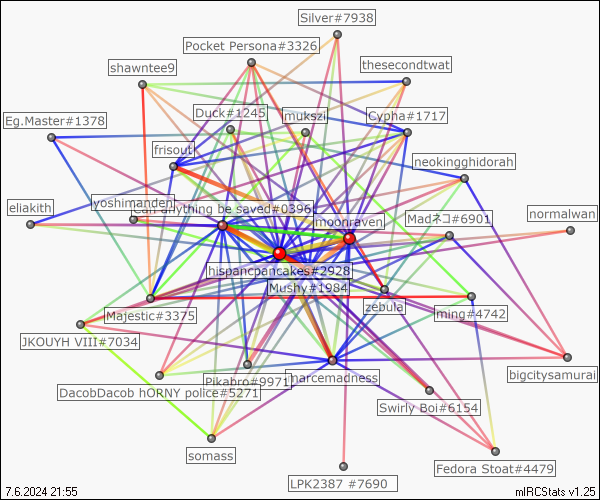 Silver#7938
Pocket Persona#3326
thesecondtwat
shawntee9
Duck#1245
mukszi
Cypha#1717
Eg.Master#1378
frisouti
neokingghidorah
yoshimanden
eliakith
can anything be saved#0396
moonraven
Madネコ#6901
normalwan
hispancpancakes#2928
Mushy#1984
Majestic#3375
zebula
ming#4742
JKOUYH VIII#7034
marcemadness
bigcitysamurai
Pikabro#9971
DacobDacob hORNY police#5271
Swirly Boi#6154
somass
LPK2387 #7690
Fedora Stoat#4479
7.6.2024 21:55
mIRCStats v1.25